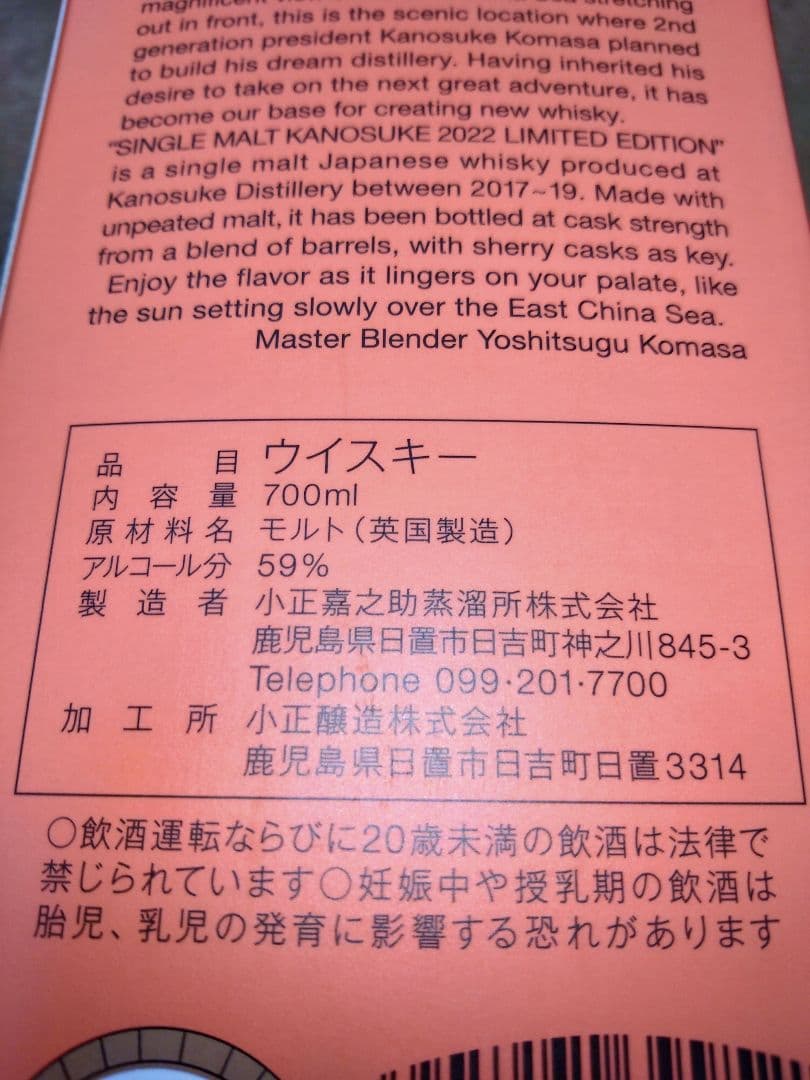 magnificent
out in front, this is the scenic location where 2nd
generation president Kanosuke Komasa planned
to build his dream distillery. Having inherited his
desire to take on the next great adventure, it has
become our base for creating new whisky.
"SINGLE MALT KANOSUKE 2022 LIMITED EDITION"
is a single malt Japanese whisky produced at
Kanosuke Distillery between 2017~19. Made with
unpeated malt, it has been bottled at cask strength
from a blend of barrels, with sherry casks as key.
Enjoy the flavor as it lingers on your palate, like
the sun setting slowly over the East China Sea.
Master Blender Yoshitsugu Komasa
品目 ウイスキー
内容量 700ml
原材料名 モルト（英国製造）
アルコール分 59%
製造者 小正嘉之助蒸溜所株式会社
鹿児島県日置市日吉町神之川845-3
Telephone 099·201·7700
加工所 小正醸造株式会社
鹿児島県日置市日吉町日置3314
○飲酒運転ならびに20歳未満の飲酒は法律で
禁じられています○妊娠中や授乳期の飲酒は
胎児、乳児の発育に影響する恐れがあります